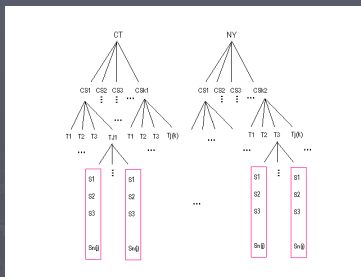 CT NY
CS1 CS2 CS3 ... CSk1 CS1 CS2 CS3 CSk2
...
T1 T2 T3 TJ1 T1 T2 T3 Tj(k) ... T1 T2 T3 Tj(k)
... ... ...
S1 S1 S1 S1
S2 S2 S2 S2
S3 S3 S3 S3
...
Sn(j) Sn(j) Sn(j) Sn(j)